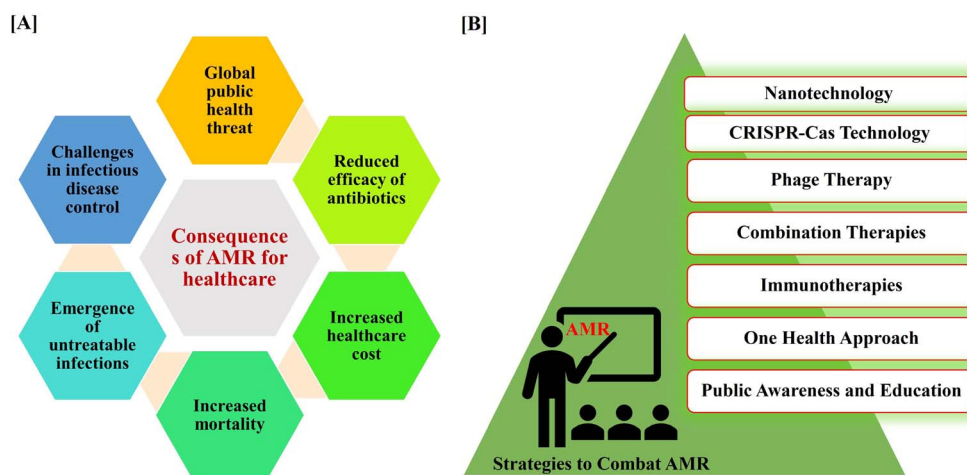 [A]
Global
public
health
threat
Reduced
efficacy of
antibiotics
Increased
healthcare
cost
Increased
mortality
Emergence of
untreatable
infections
Challenges
in infectious
disease
control
Consequence
s of AMR for
healthcare
[B]
Nanotechnology
CRISPR-Cas Technology
Phage Therapy
Combination Therapies
Immunotherapies
One Health Approach
Public Awareness and Education
AMR
Strategies to Combat AMR